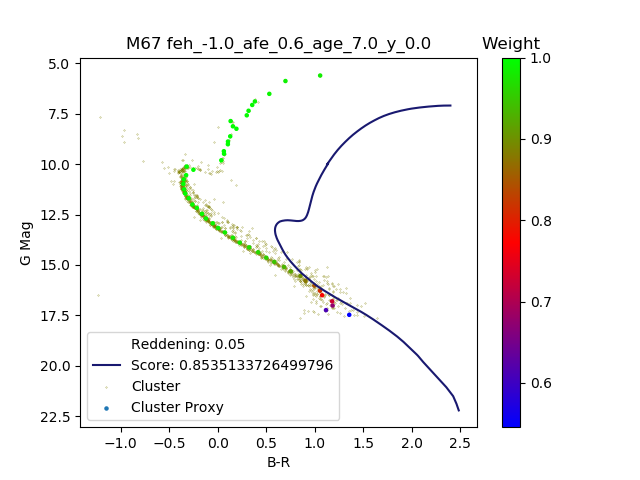 M67 feh_-1.0_afe_0.6_age_7.0_y_0.0
Weight
G Mag
5.0
7.5
10.0
12.5
15.0
17.5
20.0
22.5
Reddening: 0.05
Score: 0.8535133726499796
Cluster
Cluster Proxy
−1.0 −0.5 0.0 0.5 1.0 1.5 2.0 2.5
B-R
1.0
0.9
0.8
0.7
0.6